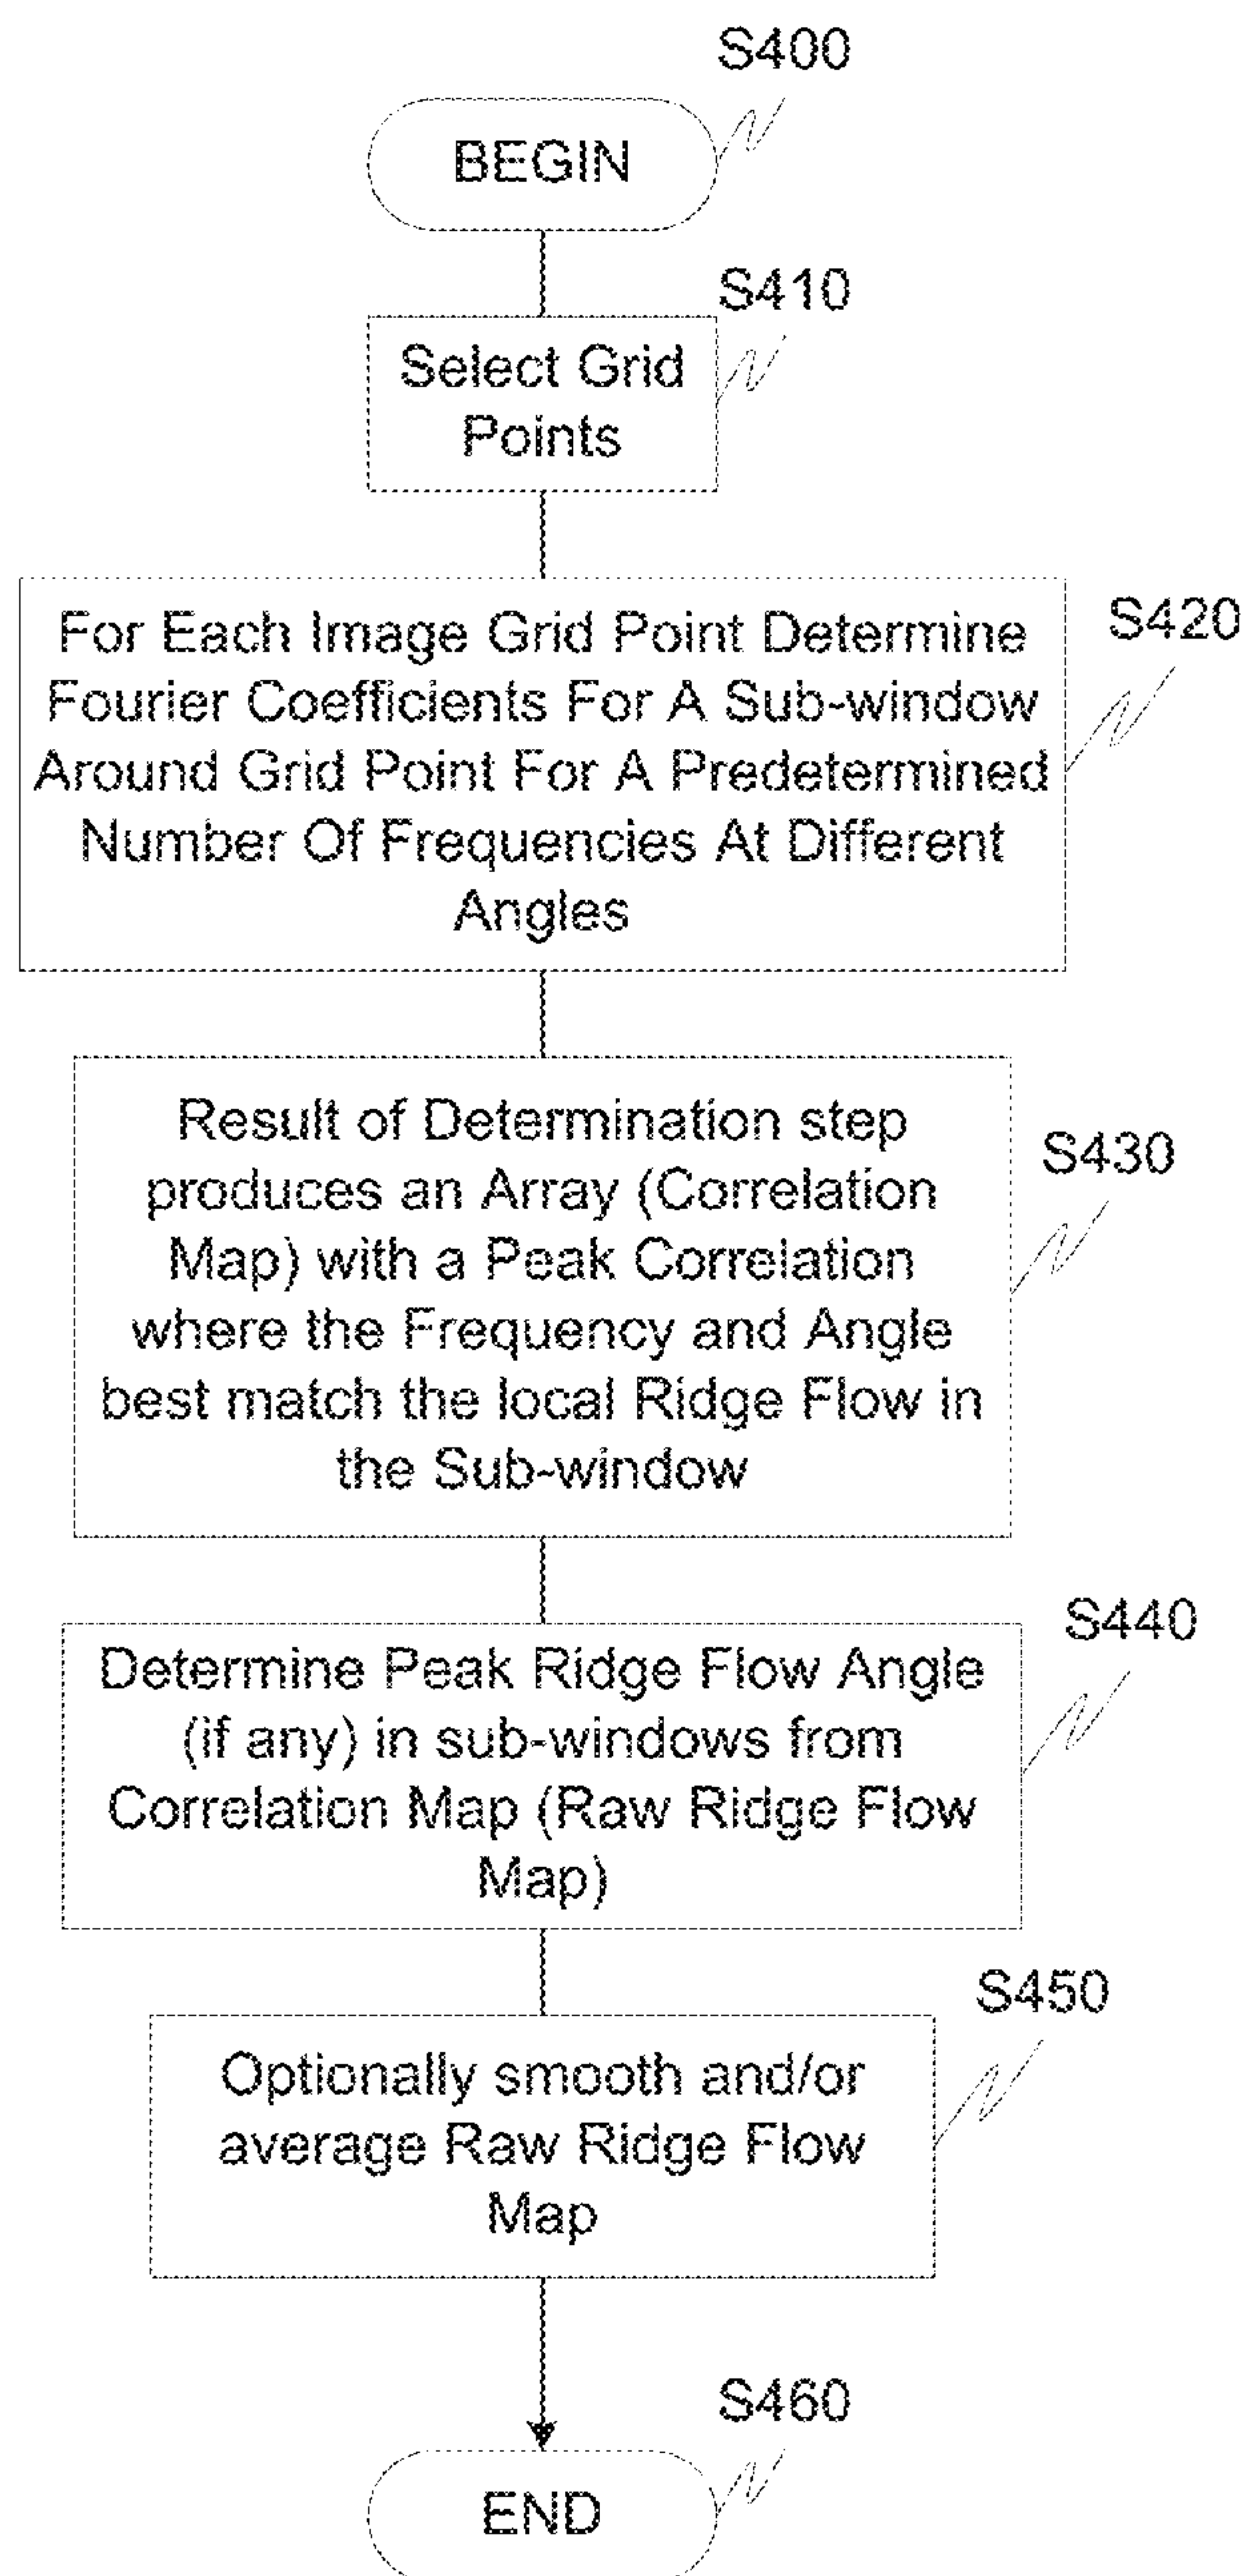 S400
BEGIN
S410
Select Grid
Points
S420
For Each Image Grid Point Determine
Fourier Coefficients For A Sub-window
Around Grid Point For A Predetermined
Number Of Frequencies At Different
Angles
S430
Result of Determination step
produces an Array (Correlation
Map) with a Peak Correlation
where the Frequency and Angle
best match the local Ridge Flow in
the Sub-window
S440
Determine Peak Ridge Flow Angle
(if any) in sub-windows from
Correlation Map (Raw Ridge Flow
Map)
S450
Optionally smooth and/or
average Raw Ridge Flow
Map
S460
END